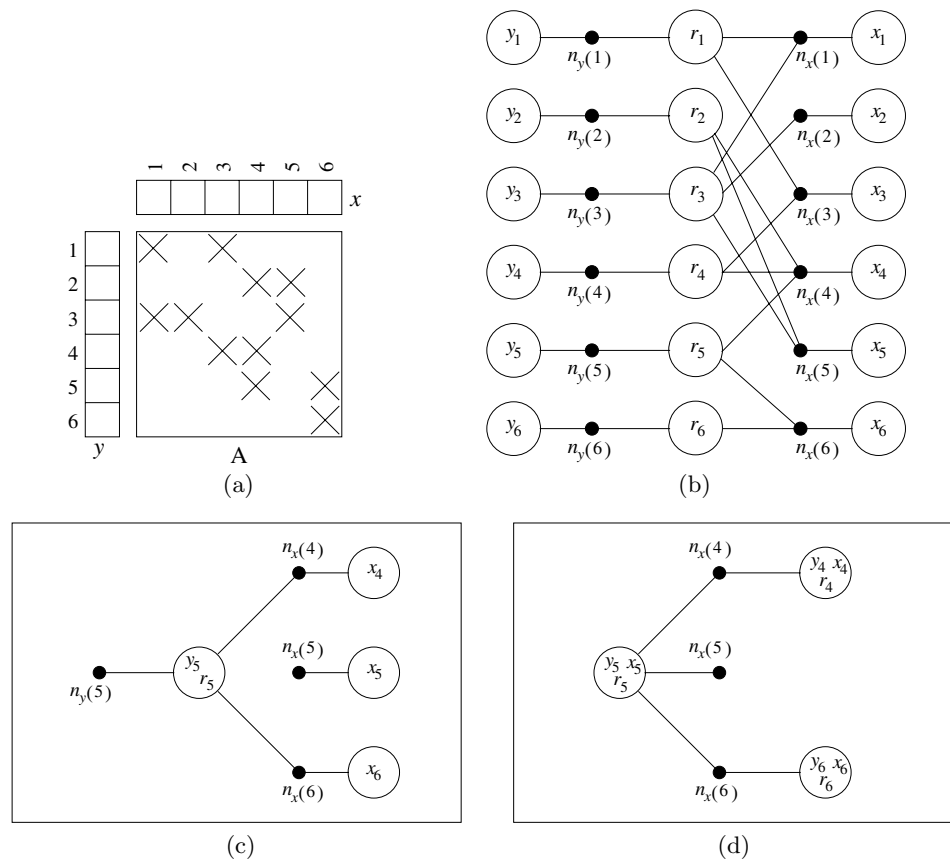 1 2 3 4 5 6
x
1
2
3
4
5
6
y
A
(a)
y1 ny(1) r1 nx(1) x1
y2 ny(2) r2 nx(2) x2
y3 ny(3) r3 nx(3) x3
y4 ny(4) r4 nx(4) x4
y5 ny(5) r5 nx(5) x5
y6 ny(6) r6 nx(6) x6
(b)
nx(4)
x4
y5
r5
ny(5)
nx(5)
x5
nx(6)
x6
(c)
nx(4)
y4 x4
r4
y5 x5
r5
nx(5)
nx(6)
y6 x6
r6
(d)